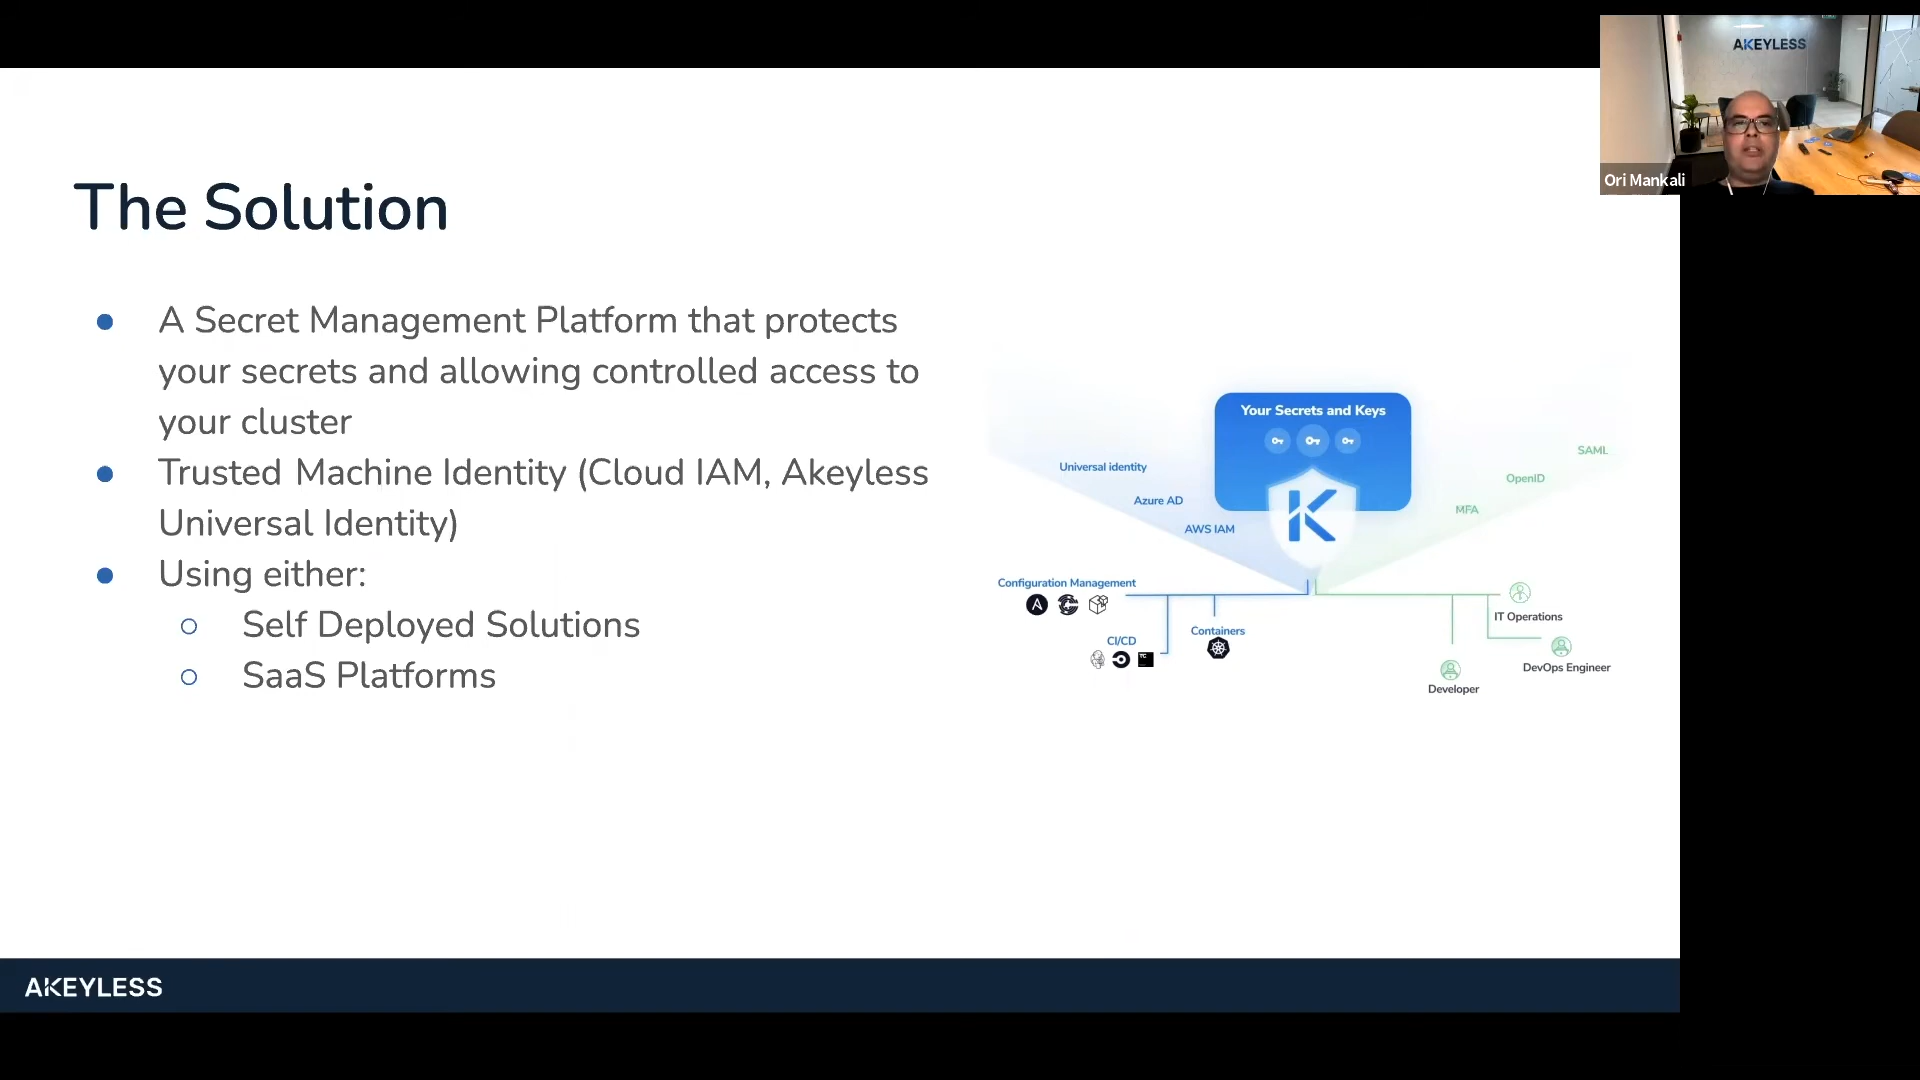 AKEYLESS
Ori Mankali
The Solution
● A Secret Management Platform that protects
your secrets and allowing controlled access to
your cluster
● Trusted Machine Identity (Cloud IAM, Akeyless
Universal Identity)
● Using either:
○ Self Deployed Solutions
○ SaaS Platforms
Your Secrets and Keys
Universal identity
Azure AD
AWS IAM
SAML
OpenID
MFA
Configuration Management
CI/CD
TC
Containers
IT Operations
DevOps Engineer
Developer
AKEYLESS